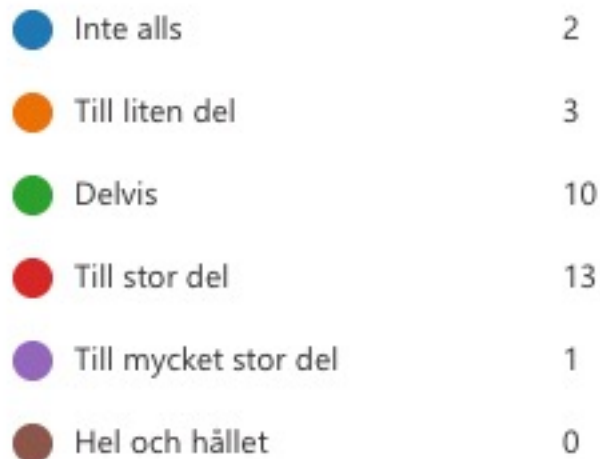 Inte alls 2
Till liten del 3
Delvis 10
Till stor del 13
Till mycket stor del 1
Hel och hållet 0